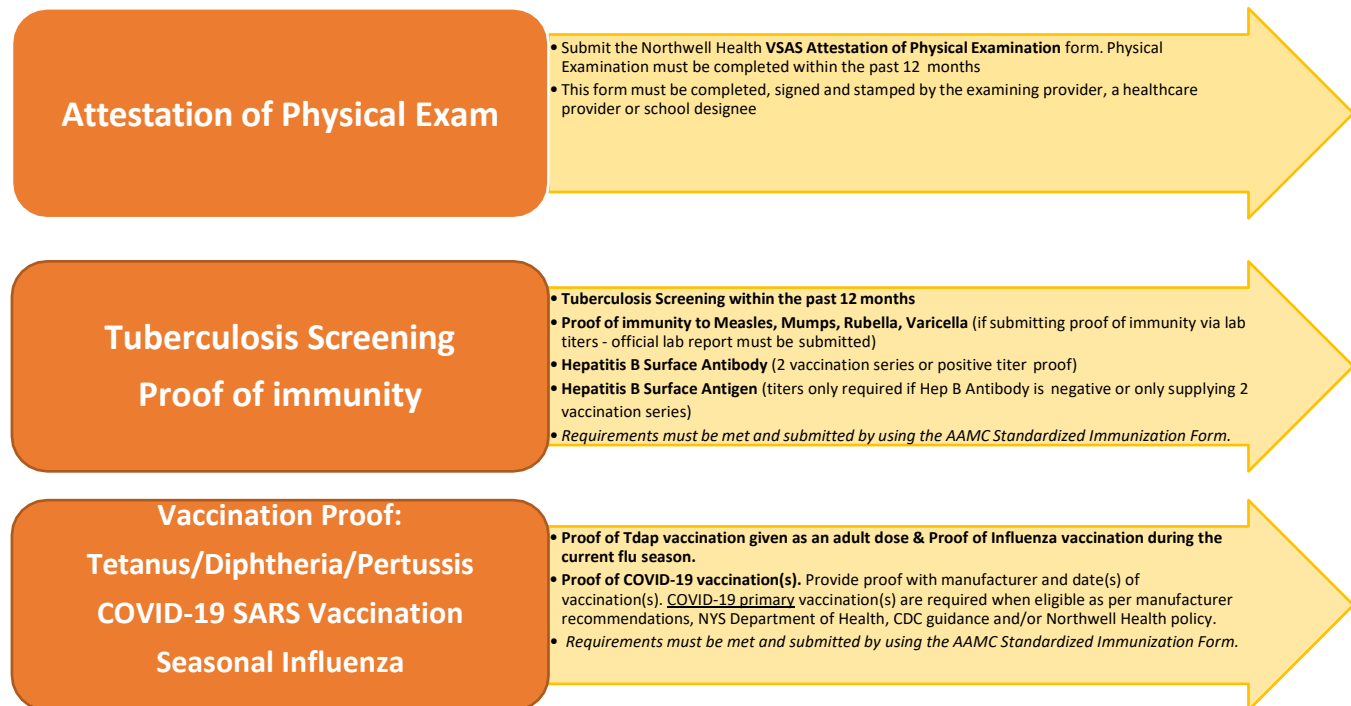 Attestation of Physical Exam
• Submit the Northwell Health VSAS Attestation of Physical Examination form. Physical
Examination must be completed within the past 12 months
• This form must be completed, signed and stamped by the examining provider, a healthcare
provider or school designee
Tuberculosis Screening
Proof of immunity
• Tuberculosis Screening within the past 12 months
• Proof of immunity to Measles, Mumps, Rubella, Varicella (if submitting proof of immunity via lab
titers - official lab report must be submitted)
• Hepatitis B Surface Antibody (2 vaccination series or positive titer proof)
• Hepatitis B Surface Antigen (titers only required if Hep B Antibody is negative or only supplying 2
vaccination series)
• Requirements must be met and submitted by using the AAMC Standardized Immunization Form.
Vaccination Proof:
Tetanus/Diphtheria/Pertussis
COVID-19 SARS Vaccination
Seasonal Influenza
• Proof of Tdap vaccination given as an adult dose & Proof of Influenza vaccination during the
current flu season.
• Proof of COVID-19 vaccination(s). Provide proof with manufacturer and date(s) of
vaccination(s). COVID-19 primary vaccination(s) are required when eligible as per manufacturer
recommendations, NYS Department of Health, CDC guidance and/or Northwell Health policy.
• Requirements must be met and submitted by using the AAMC Standardized Immunization Form.